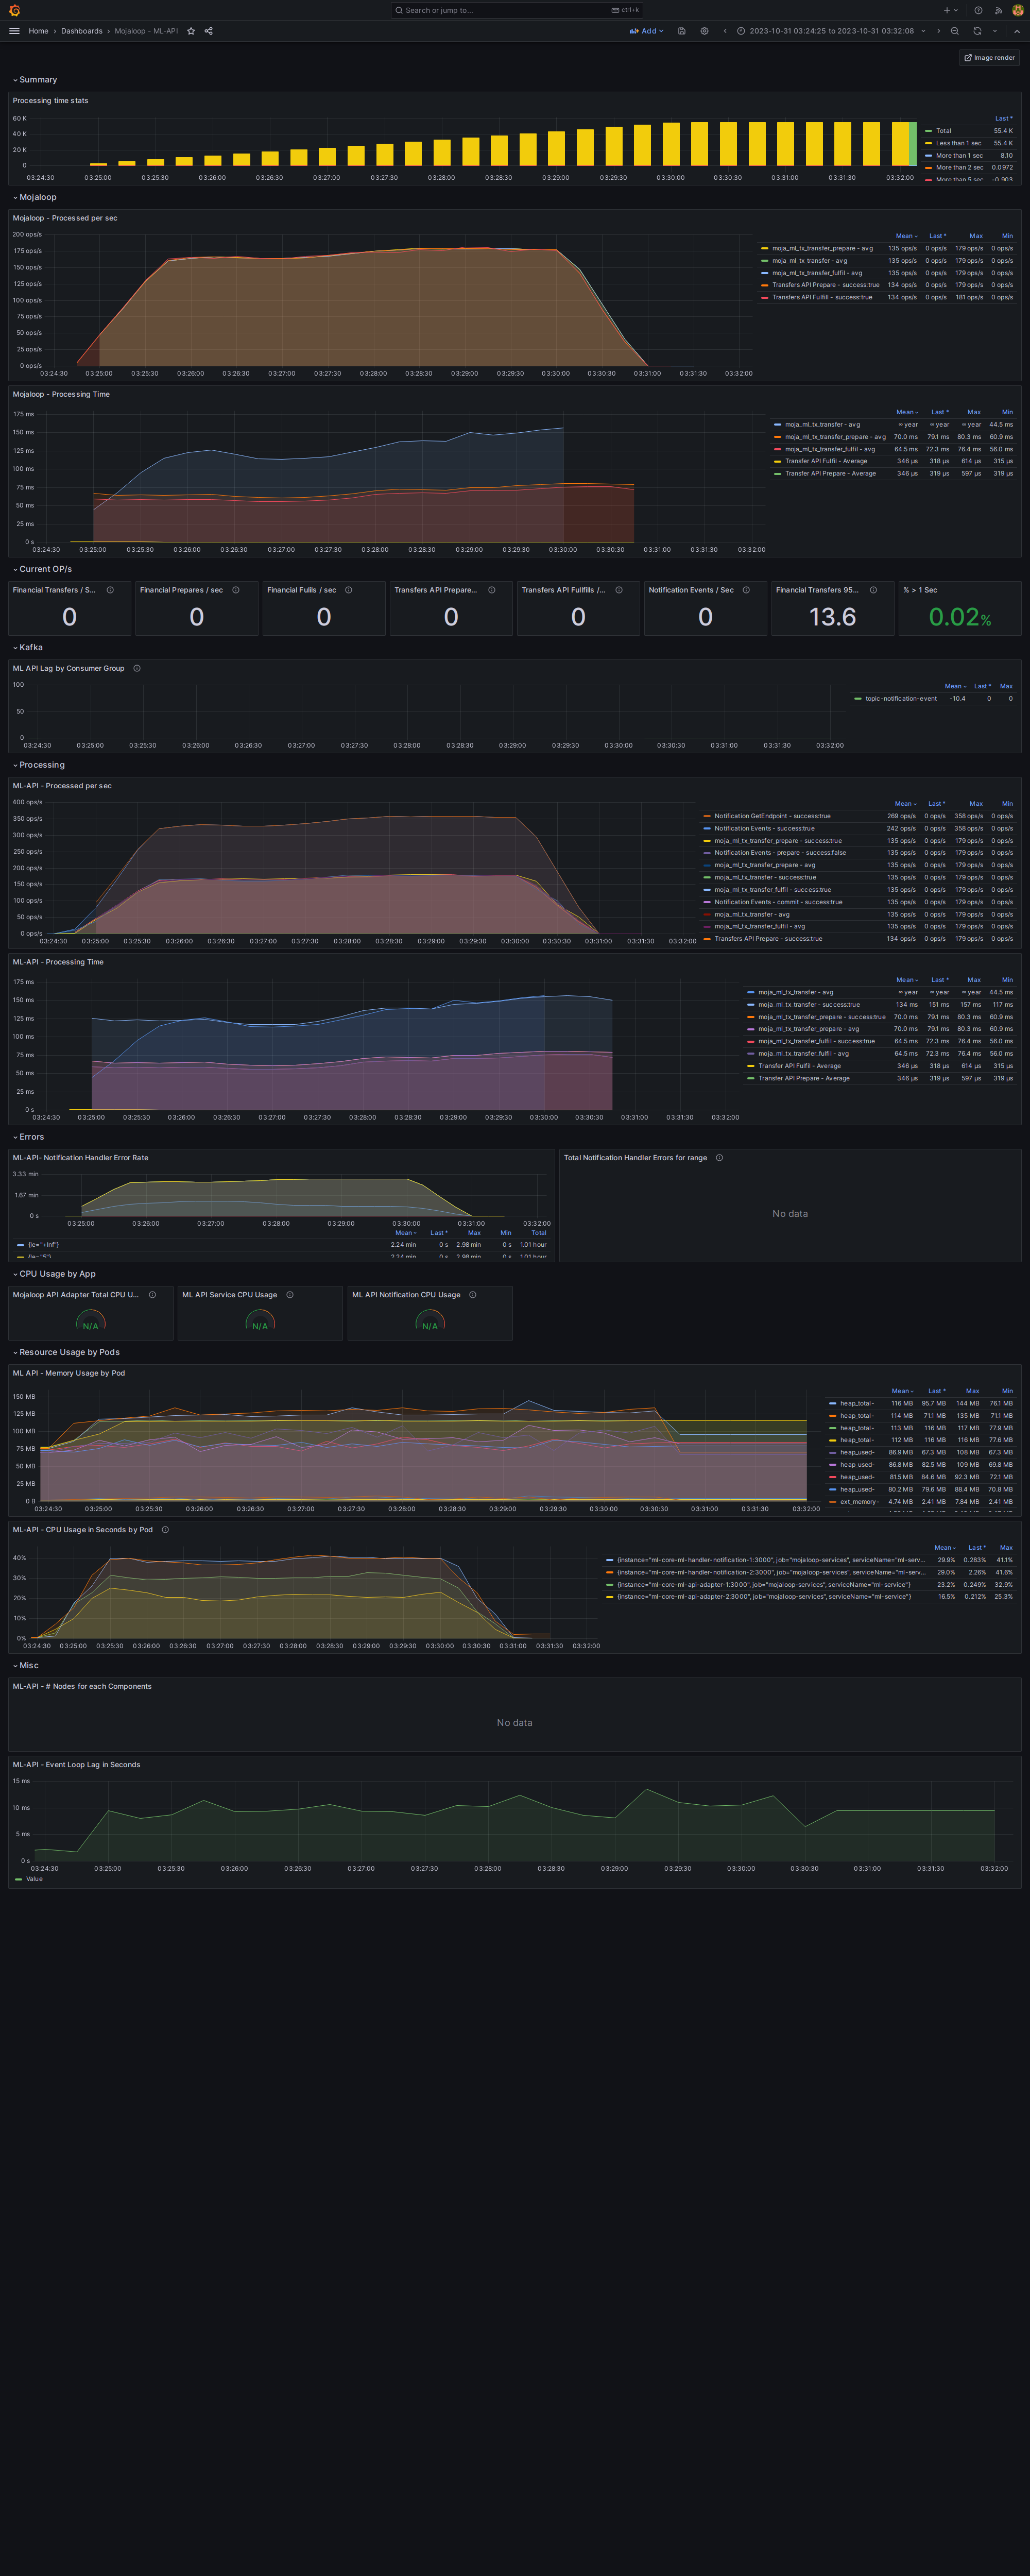 Search or jump to... ctrl+k
Home > Dashboards > Mojaloop - ML-API
Add
2023-10-31 03:24:25 to 2023-10-31 03:32:08
Image render
Summary
Processing time stats
60 K
40 K
20 K
0
03:24:30 03:25:00 03:25:30 03:26:00 03:26:30 03:27:00 03:27:30 03:28:00 03:28:30 03:29:00 03:29:30 03:30:00 03:30:30 03:31:00 03:31:30 03:32:00
Last *
Total 55.4 K
Less than 1 sec 55.4 K
More than 1 sec 8.10
More than 2 sec 0.0972
More than 5 sec -0.903
Mojaloop
Mojaloop - Processed per sec
200 ops/s
175 ops/s
150 ops/s
125 ops/s
100 ops/s
75 ops/s
50 ops/s
25 ops/s
0 ops/s
03:24:30 03:25:00 03:25:30 03:26:00 03:26:30 03:27:00 03:27:30 03:28:00 03:28:30 03:29:00 03:29:30 03:30:00 03:30:30 03:31:00 03:31:30 03:32:00
Mean Last * Max Min
moja_ml_tx_transfer_prepare - avg 135 ops/s 0 ops/s 179 ops/s 0 ops/s
moja_ml_tx_transfer - avg 135 ops/s 0 ops/s 179 ops/s 0 ops/s
moja_ml_tx_transfer_fulfil - avg 135 ops/s 0 ops/s 179 ops/s 0 ops/s
Transfers API Prepare - success:true 134 ops/s 0 ops/s 179 ops/s 0 ops/s
Transfers API Fulfill - success:true 134 ops/s 0 ops/s 181 ops/s 0 ops/s
Mojaloop - Processing Time
175 ms
150 ms
125 ms
100 ms
75 ms
50 ms
25 ms
0 s
03:24:30 03:25:00 03:25:30 03:26:00 03:26:30 03:27:00 03:27:30 03:28:00 03:28:30 03:29:00 03:29:30 03:30:00 03:30:30 03:31:00 03:31:30 03:32:00
Mean Last * Max Min
moja_ml_tx_transfer - avg ∞ year ∞ year ∞ year 44.5 ms
moja_ml_tx_transfer_prepare - avg 70.0 ms 79.1 ms 80.3 ms 60.9 ms
moja_ml_tx_transfer_fulfil - avg 64.5 ms 72.3 ms 76.4 ms 56.0 ms
Transfer API Fulfil - Average 346 µs 318 µs 614 µs 315 µs
Transfer API Prepare - Average 346 µs 319 µs 597 µs 319 µs
Current OP/s
Financial Transfers / S... Financial Prepares / sec Financial Fulils / sec Transfers API Prepare... Transfers API Fullfills /... Notification Events / Sec Financial Transfers 95... % > 1 Sec
0 0 0 0 0 0 13.6 0.02%
Kafka
ML API Lag by Consumer Group
100
50
0
03:24:30 03:25:00 03:25:30 03:26:00 03:26:30 03:27:00 03:27:30 03:28:00 03:28:30 03:29:00 03:29:30 03:30:00 03:30:30 03:31:00 03:31:30 03:32:00
Mean Last * Max
topic-notification-event -10.4 0 0
Processing
ML-API - Processed per sec
400 ops/s
350 ops/s
300 ops/s
250 ops/s
200 ops/s
150 ops/s
100 ops/s
50 ops/s
0 ops/s
03:24:30 03:25:00 03:25:30 03:26:00 03:26:30 03:27:00 03:27:30 03:28:00 03:28:30 03:29:00 03:29:30 03:30:00 03:30:30 03:31:00 03:31:30 03:32:00
Mean Last * Max Min
Notification GetEndpoint - success:true 269 ops/s 0 ops/s 358 ops/s 0 ops/s
Notification Events - success:true 242 ops/s 0 ops/s 358 ops/s 0 ops/s
moja_ml_tx_transfer_prepare - success:true 135 ops/s 0 ops/s 179 ops/s 0 ops/s
Notification Events - prepare - success:false 135 ops/s 0 ops/s 179 ops/s 0 ops/s
moja_ml_tx_transfer_prepare - avg 135 ops/s 0 ops/s 179 ops/s 0 ops/s
moja_ml_tx_transfer - success:true 135 ops/s 0 ops/s 179 ops/s 0 ops/s
moja_ml_tx_transfer_fulfil - success:true 135 ops/s 0 ops/s 179 ops/s 0 ops/s
Notification Events - commit - success:true 135 ops/s 0 ops/s 179 ops/s 0 ops/s
moja_ml_tx_transfer - avg 135 ops/s 0 ops/s 179 ops/s 0 ops/s
moja_ml_tx_transfer_fulfil - avg 135 ops/s 0 ops/s 179 ops/s 0 ops/s
Transfers API Prepare - success:true 134 ops/s 0 ops/s 179 ops/s 0 ops/s
ML-API - Processing Time
175 ms
150 ms
125 ms
100 ms
75 ms
50 ms
25 ms
0 s
03:24:30 03:25:00 03:25:30 03:26:00 03:26:30 03:27:00 03:27:30 03:28:00 03:28:30 03:29:00 03:29:30 03:30:00 03:30:30 03:31:00 03:31:30 03:32:00
Mean Last * Max Min
moja_ml_tx_transfer - avg ∞ year ∞ year ∞ year 44.5 ms
moja_ml_tx_transfer - success:true 134 ms 151 ms 157 ms 117 ms
moja_ml_tx_transfer_prepare - success:true 70.0 ms 79.1 ms 80.3 ms 60.9 ms
moja_ml_tx_transfer_prepare - avg 70.0 ms 79.1 ms 80.3 ms 60.9 ms
moja_ml_tx_transfer_fulfil - success:true 64.5 ms 72.3 ms 76.4 ms 56.0 ms
moja_ml_tx_transfer_fulfil - avg 64.5 ms 72.3 ms 76.4 ms 56.0 ms
Transfer API Fulfil - Average 346 µs 318 µs 614 µs 315 µs
Transfer API Prepare - Average 346 µs 319 µs 597 µs 319 µs
Errors
ML-API- Notification Handler Error Rate
3.33 min
1.67 min
0 s
03:25:00 03:26:00 03:27:00 03:28:00 03:29:00 03:30:00 03:31:00 03:32:00
Mean Last * Max Min Total
{le="+Inf"} 2.24 min 0 s 2.98 min 0 s 1.01 hour
{le="5"} 2.24 min 0 s 2.98 min 0 s 1.01 hour
Total Notification Handler Errors for range
No data
CPU Usage by App
Mojaloop API Adapter Total CPU U... ML API Service CPU Usage ML API Notification CPU Usage
N/A N/A N/A
Resource Usage by Pods
ML API - Memory Usage by Pod
150 MB
125 MB
100 MB
75 MB
50 MB
25 MB
0 B
03:24:30 03:25:00 03:25:30 03:26:00 03:26:30 03:27:00 03:27:30 03:28:00 03:28:30 03:29:00 03:29:30 03:30:00 03:30:30 03:31:00 03:31:30 03:32:00
Mean Last * Max Min
heap_total- 116 MB 95.7 MB 144 MB 76.1 MB
heap_total- 114 MB 71.1 MB 135 MB 71.1 MB
heap_total- 113 MB 116 MB 117 MB 77.9 MB
heap_total- 112 MB 116 MB 116 MB 77.6 MB
heap_used- 86.9 MB 67.3 MB 108 MB 67.3 MB
heap_used- 86.8 MB 82.5 MB 109 MB 69.8 MB
heap_used- 81.5 MB 84.6 MB 92.3 MB 72.1 MB
heap_used- 80.2 MB 79.6 MB 88.4 MB 70.8 MB
ext_memory- 4.74 MB 2.41 MB 7.84 MB 2.41 MB
ML-API - CPU Usage in Seconds by Pod
40%
30%
20%
10%
0%
03:24:30 03:25:00 03:25:30 03:26:00 03:26:30 03:27:00 03:27:30 03:28:00 03:28:30 03:29:00 03:29:30 03:30:00 03:30:30 03:31:00 03:31:30 03:32:00
Mean Last * Max
{instance="ml-core-ml-handler-notification-1:3000", job="mojaloop-services", serviceName="ml-serv... 29.9% 0.283% 41.1%
{instance="ml-core-ml-handler-notification-2:3000", job="mojaloop-services", serviceName="ml-serv... 29.0% 2.26% 41.6%
{instance="ml-core-ml-api-adapter-1:3000", job="mojaloop-services", serviceName="ml-service"} 23.2% 0.249% 32.9%
{instance="ml-core-ml-api-adapter-2:3000", job="mojaloop-services", serviceName="ml-service"} 16.5% 0.212% 25.3%
Misc
ML-API - # Nodes for each Components
No data
ML-API - Event Loop Lag in Seconds
15 ms
10 ms
5 ms
0 s
03:24:30 03:25:00 03:25:30 03:26:00 03:26:30 03:27:00 03:27:30 03:28:00 03:28:30 03:29:00 03:29:30 03:30:00 03:30:30 03:31:00 03:31:30 03:32:00
Value